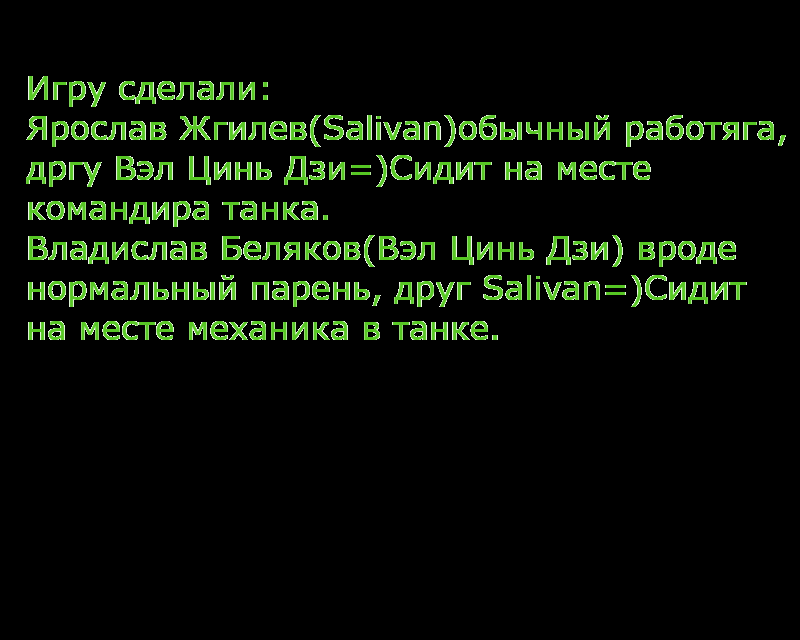 Игру сделали:
Ярослав Жгилев(Salivan)обычный работяга,
дргу Вэл Цинь Дзи=)Сидит на месте
командира танка.
Владислав Беляков(Вэл Цинь Дзи) вроде
нормальный парень, друг Salivan=)Сидит
на месте механика в танке.